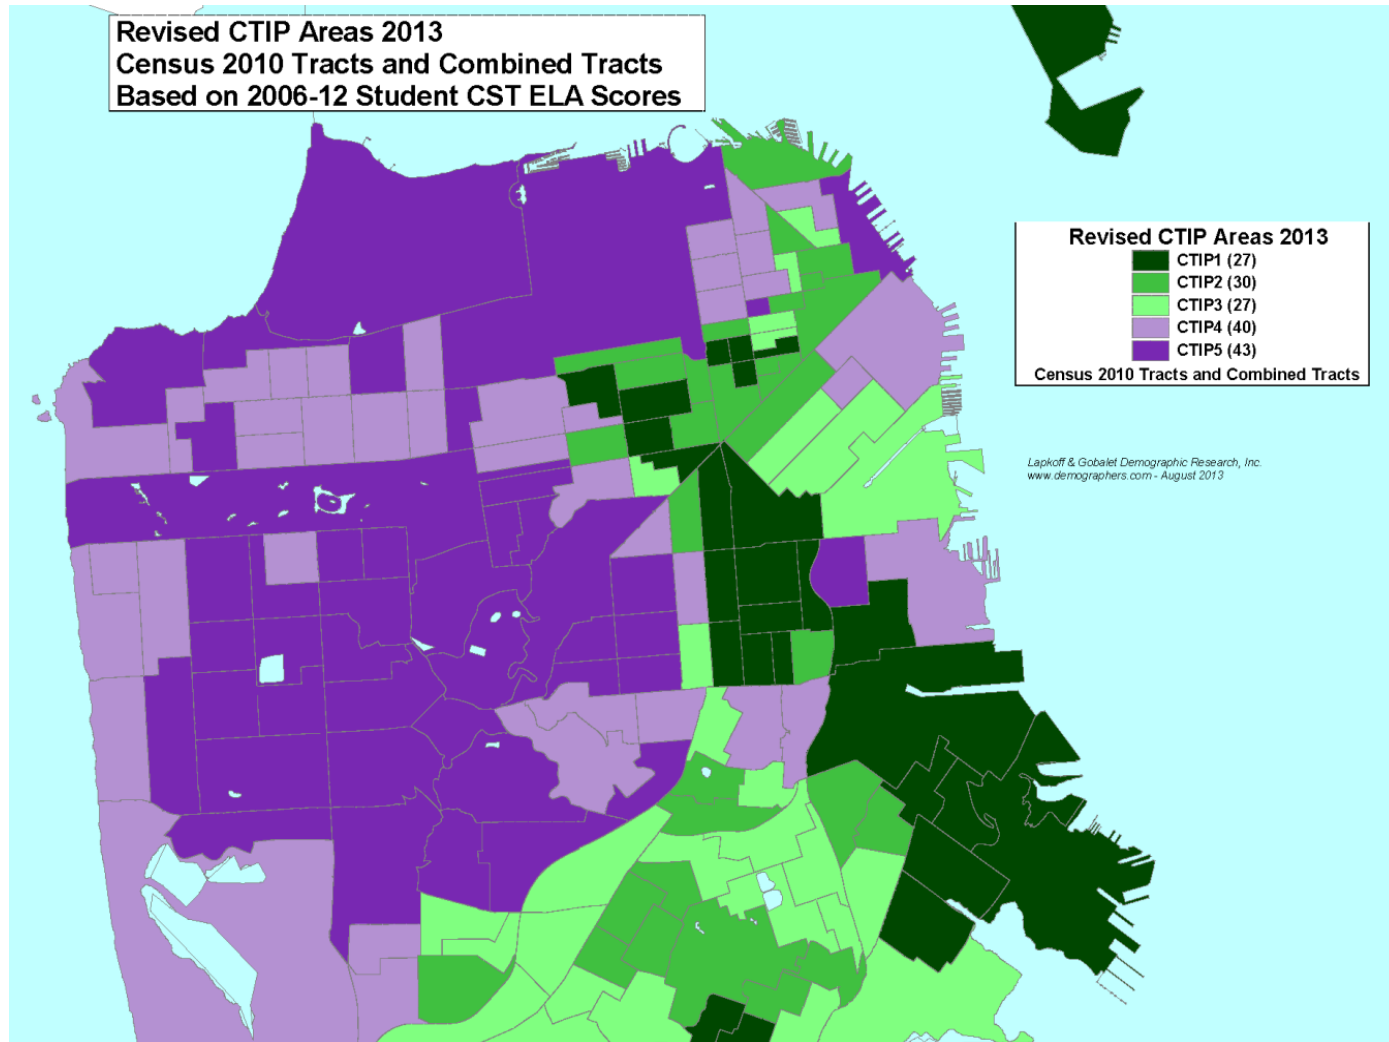 Revised CTIP Areas 2013
Census 2010 Tracts and Combined Tracts
Based on 2006-12 Student CST ELA Scores
Revised CTIP Areas 2013
CTIP1 (27)
CTIP2 (30)
CTIP3 (27)
CTIP4 (40)
CTIP5 (43)
Census 2010 Tracts and Combined Tracts
Lapkoff & Gobalet Demographic Research, Inc.
www.demographers.com - August 2013